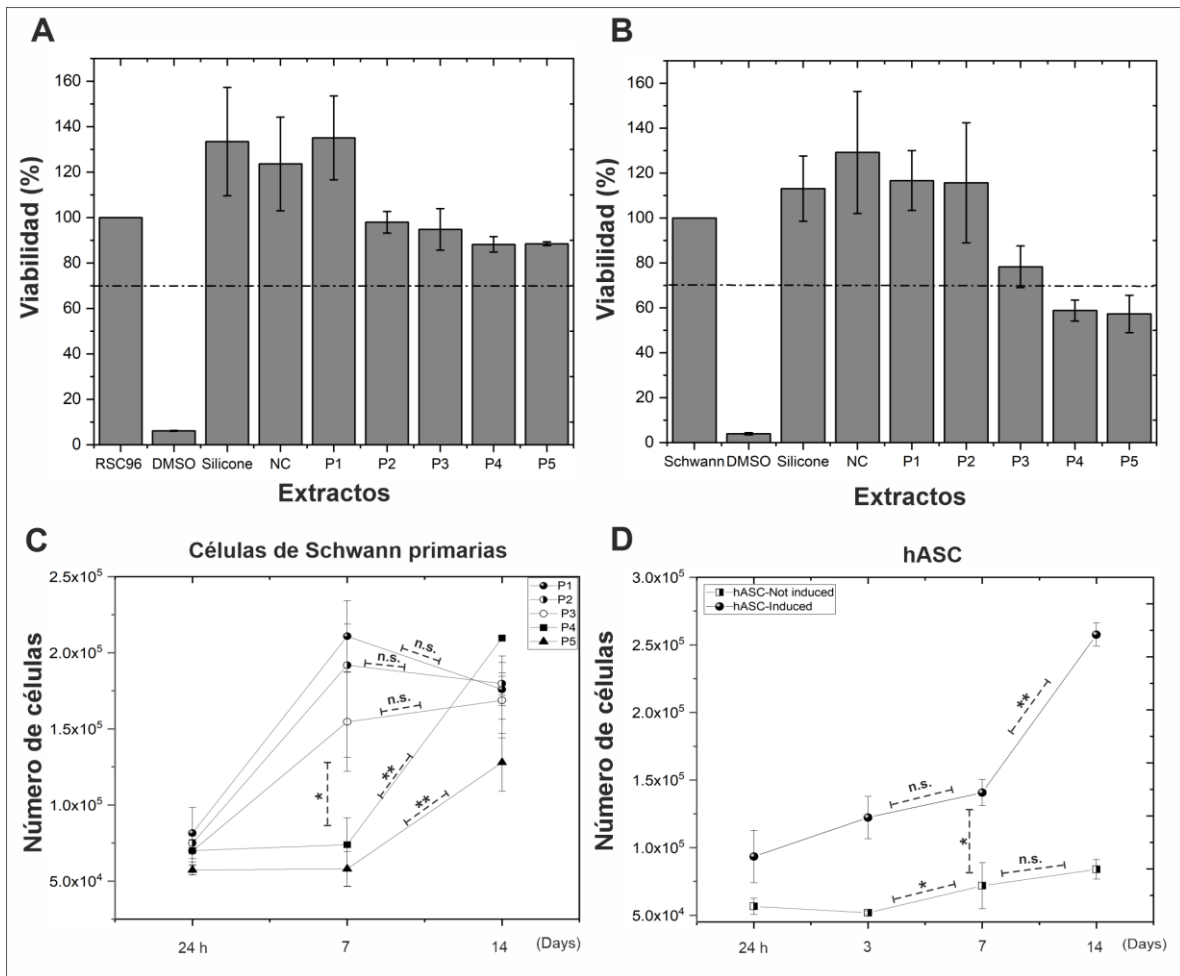 A
Viabilidad (%)
160
140
120
100
80
60
40
20
0
RSC96 DMSO Silicone NC P1 P2 P3 P4 P5
Extractos
B
Viabilidad (%)
160
140
120
100
80
60
40
20
0
Schwann DMSO Silicone NC P1 P2 P3 P4 P5
Extractos
C
Células de Schwann primarias
Número de células
2.5x10⁵
2.0x10⁵
1.5x10⁵
1.0x10⁵
5.0x10⁴
P1
P2
P3
P4
P5
n.s.
n.s.
n.s.
*
**
**
24 h 7 14 (Days)
D
hASC
Número de células
3.0x10⁵
2.5x10⁵
2.0x10⁵
1.5x10⁵
1.0x10⁵
5.0x10⁴
hASC-Not induced
hASC-Induced
**
n.s.
*
*
n.s.
24 h 3 7 14 (Days)